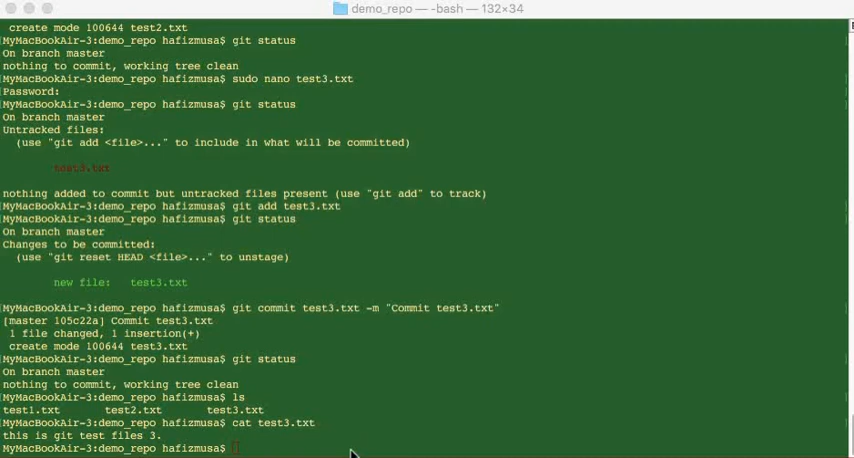 demo_repo — -bash — 132×34
create mode 100644 test2.txt
MyMacBookAir-3:demo_repo hafizmusa$ git status
On branch master
nothing to commit, working tree clean
MyMacBookAir-3:demo_repo hafizmusa$ sudo nano test3.txt
Password:
MyMacBookAir-3:demo_repo hafizmusa$ git status
On branch master
Untracked files:
(use "git add <file>..." to include in what will be committed)
test3.txt
nothing added to commit but untracked files present (use "git add" to track)
MyMacBookAir-3:demo_repo hafizmusa$ git add test3.txt
MyMacBookAir-3:demo_repo hafizmusa$ git status
On branch master
Changes to be committed:
(use "git reset HEAD <file>..." to unstage)
new file:   test3.txt
MyMacBookAir-3:demo_repo hafizmusa$ git commit test3.txt -m "Commit test3.txt"
[master 105c22a] Commit test3.txt
1 file changed, 1 insertion(+)
create mode 100644 test3.txt
MyMacBookAir-3:demo_repo hafizmusa$ git status
On branch master
nothing to commit, working tree clean
MyMacBookAir-3:demo_repo hafizmusa$ ls
test1.txt       test2.txt       test3.txt
MyMacBookAir-3:demo_repo hafizmusa$ cat test3.txt
this is git test files 3.
MyMacBookAir-3:demo_repo hafizmusa$